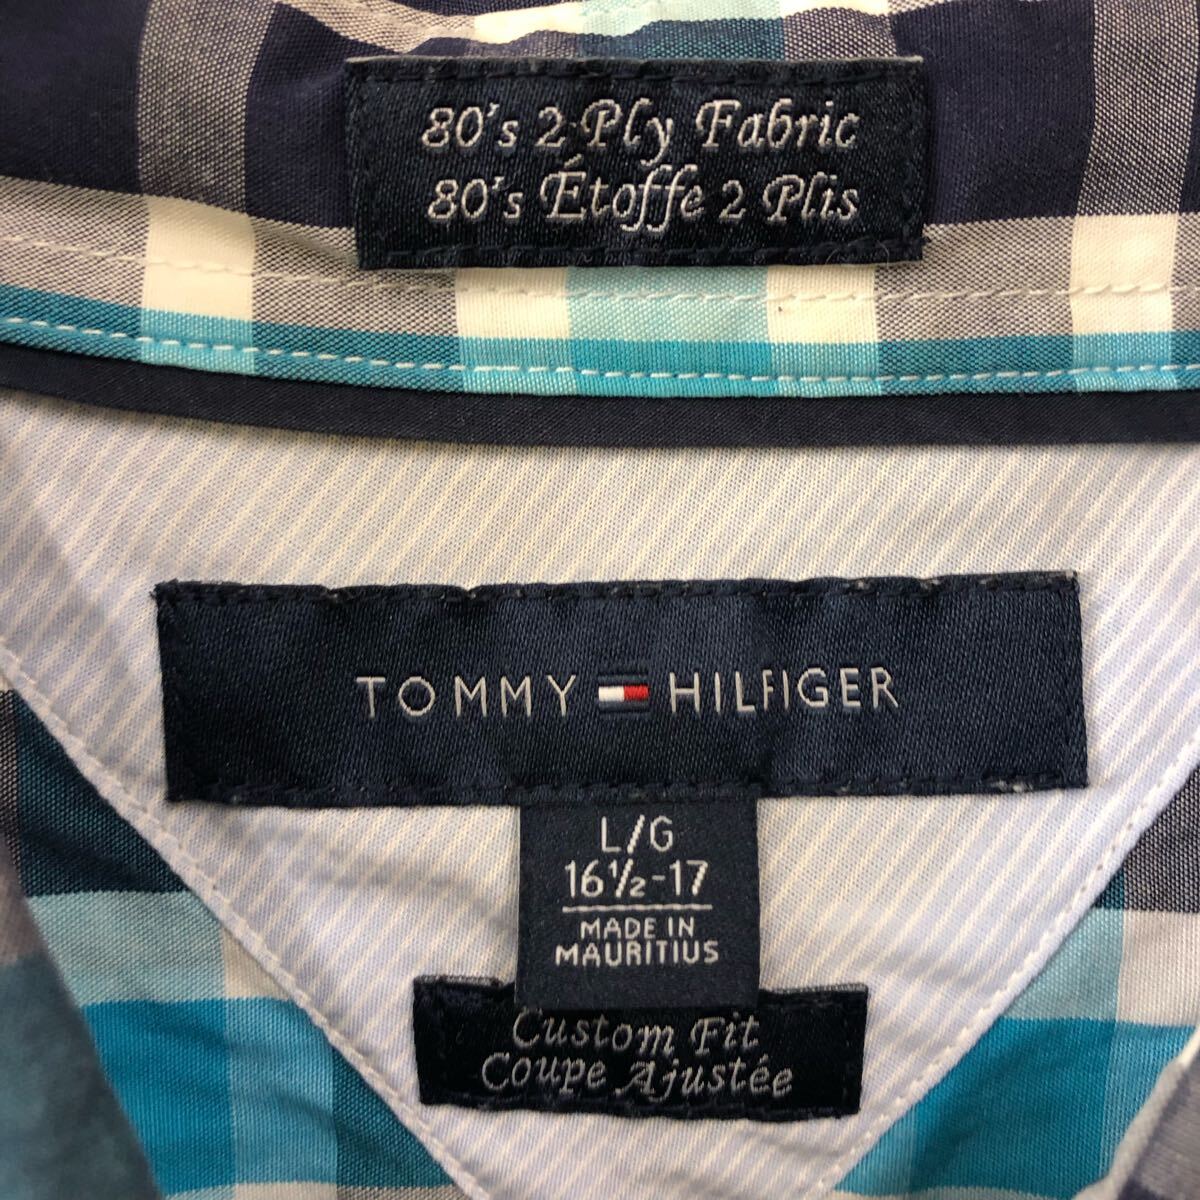 80's 2-Ply Fabric
80's Étoffe 2 Plis
TOMMY HILFIGER
L/G
16½-17
MADE IN
MAURITIUS
Custom Fit
Coupe Ajustée